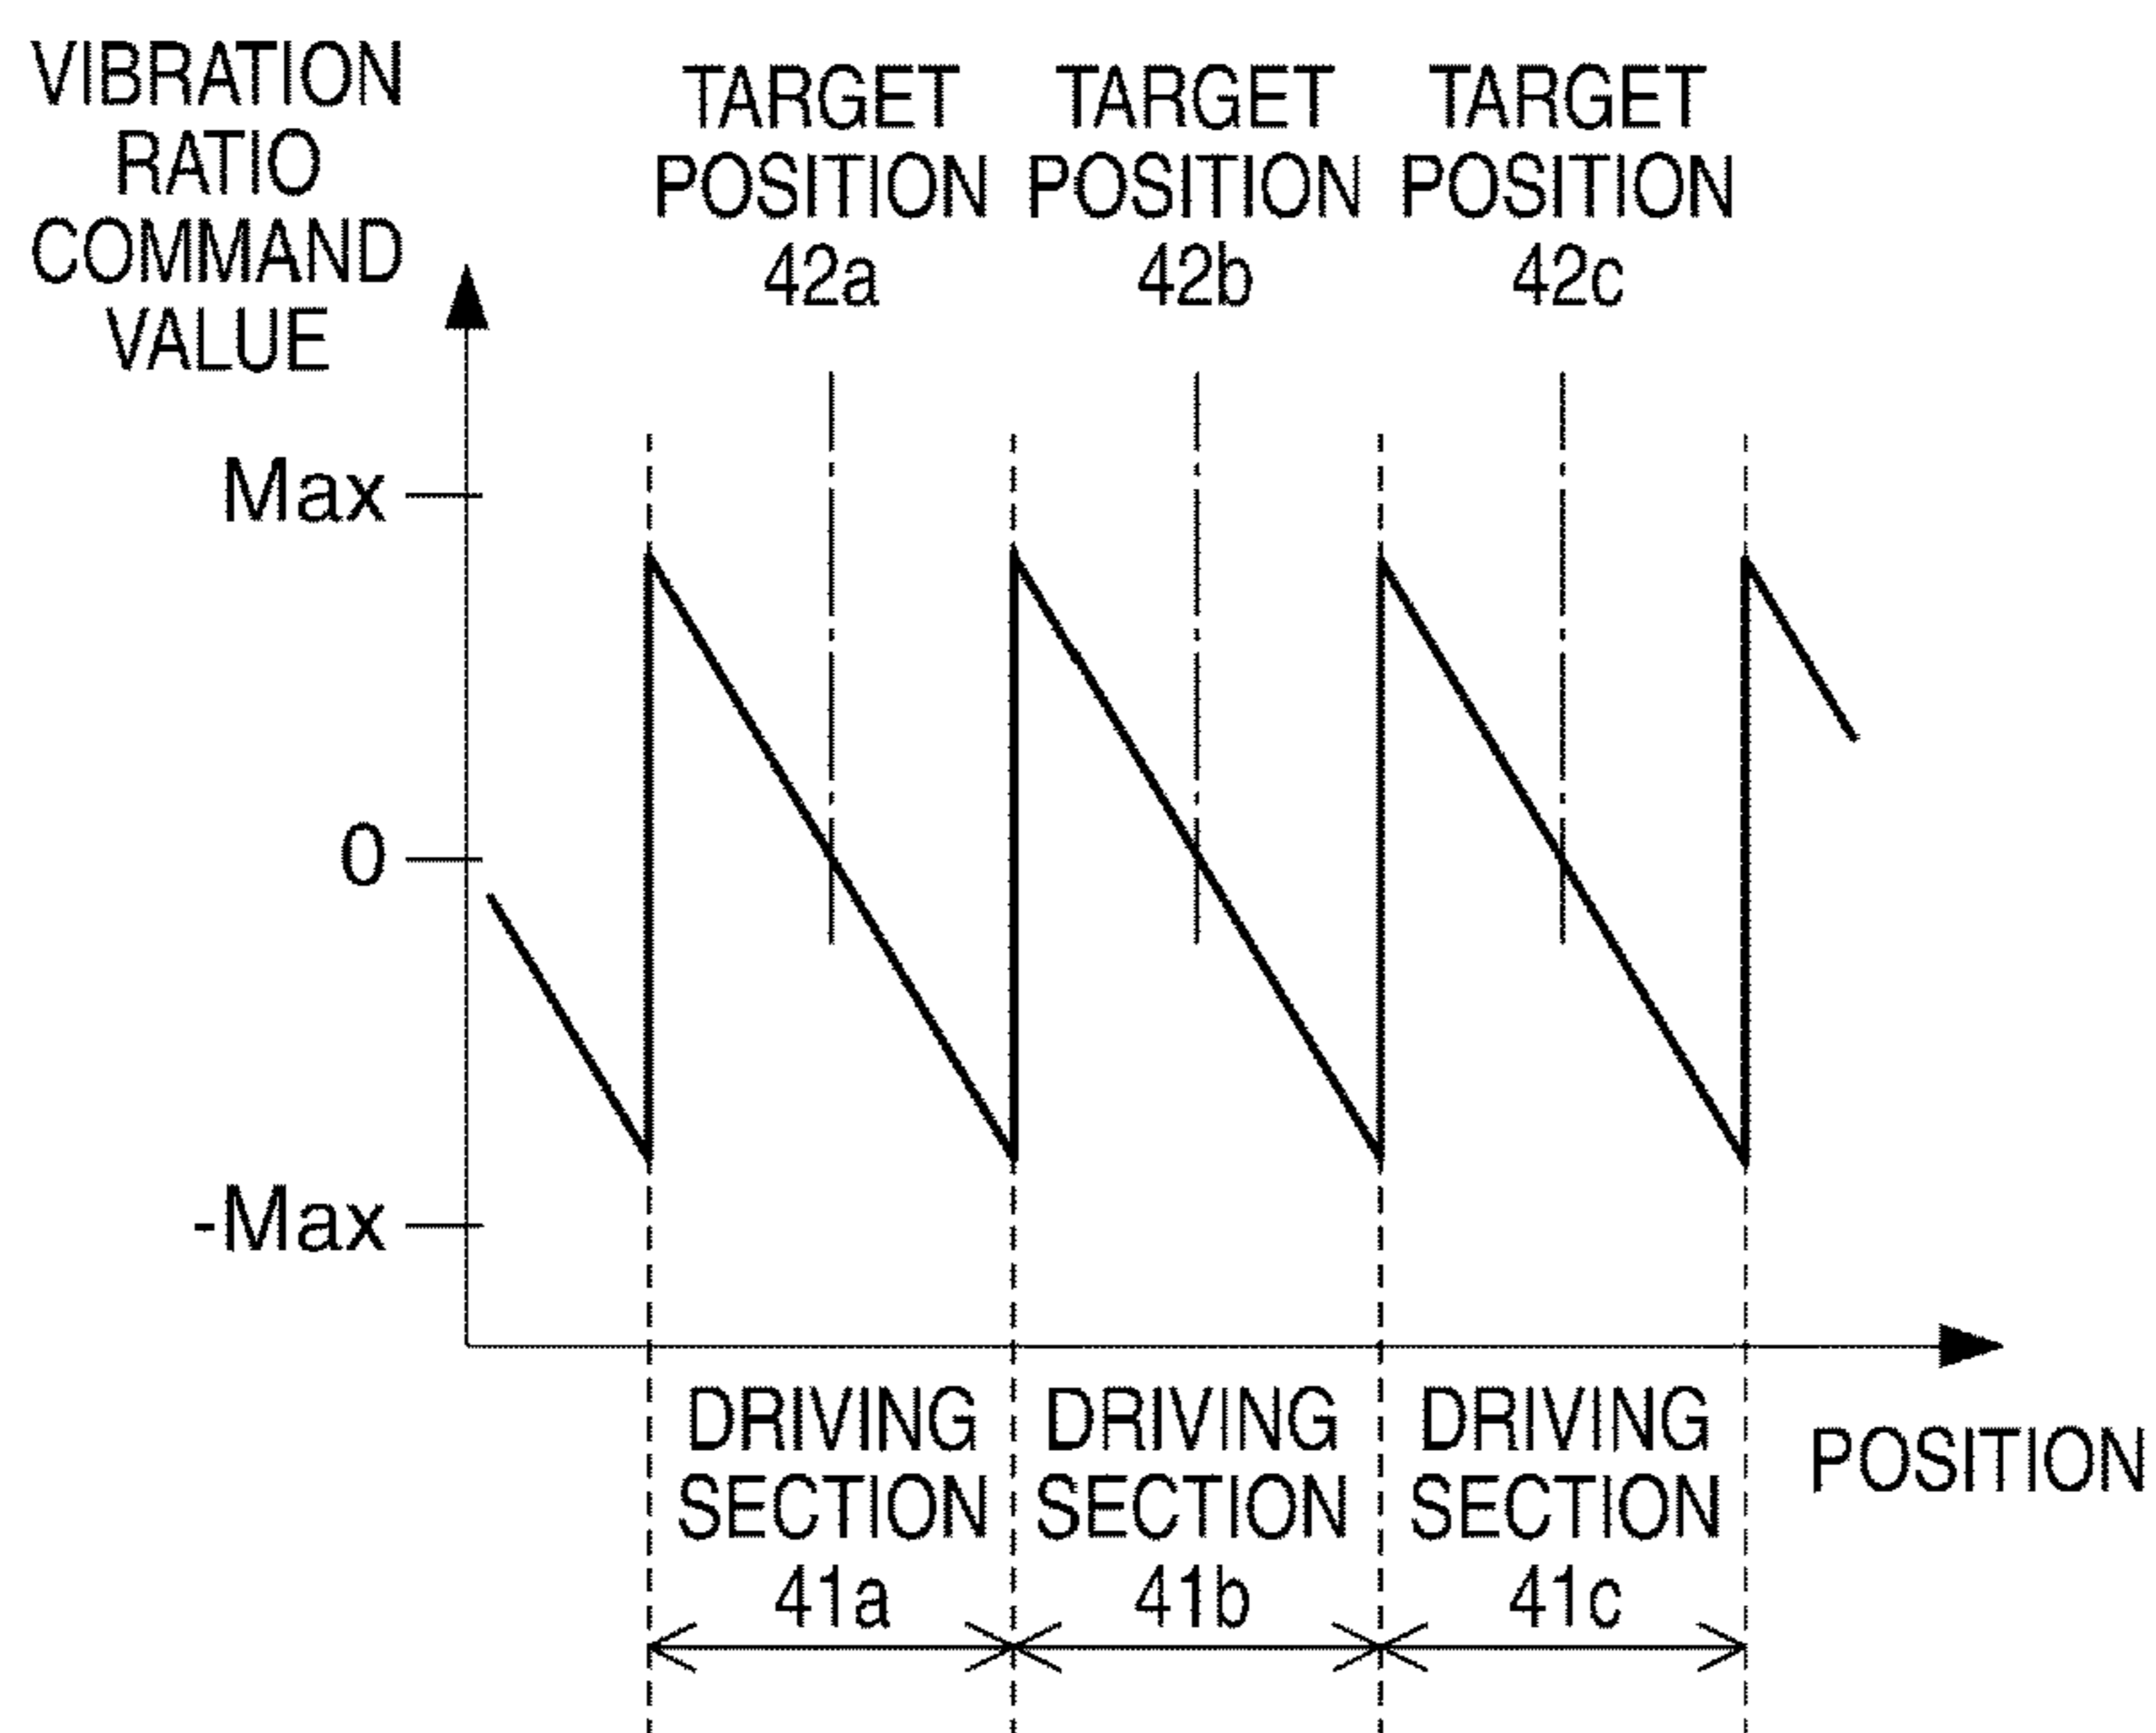 VIBRATION
RATIO
COMMAND
VALUE
TARGET
POSITION
42a
TARGET
POSITION
42b
TARGET
POSITION
42c
Max
0
-Max
DRIVING
SECTION
41a
DRIVING
SECTION
41b
DRIVING
SECTION
41c
POSITION